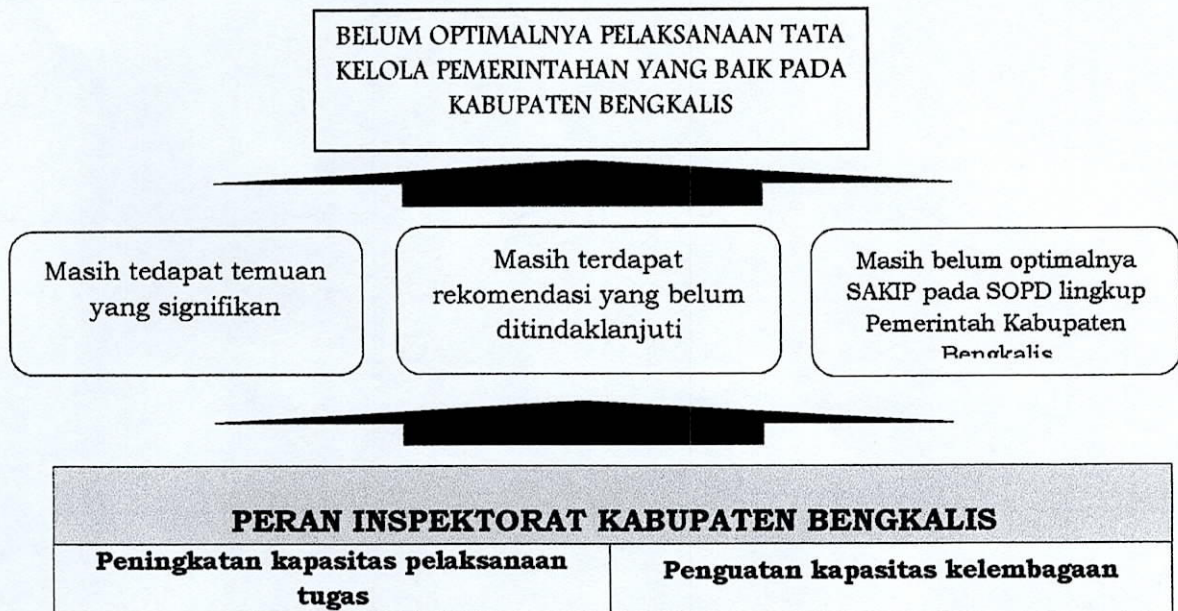 BELUM OPTIMALNYA PELAKSANAAN TATA
KELOLA PEMERINTAHAN YANG BAIK PADA
KABUPATEN BENGKALIS
Masih tedapat temuan
yang signifikan
Masih terdapat
rekomendasi yang belum
ditindaklanjuti
Masih belum optimalnya
SAKIP pada SOPD lingkup
Pemerintah Kabupaten
Bengkalis
PERAN INSPEKTORAT KABUPATEN BENGKALIS
Peningkatan kapasitas pelaksanaan
tugas
Penguatan kapasitas kelembagaan